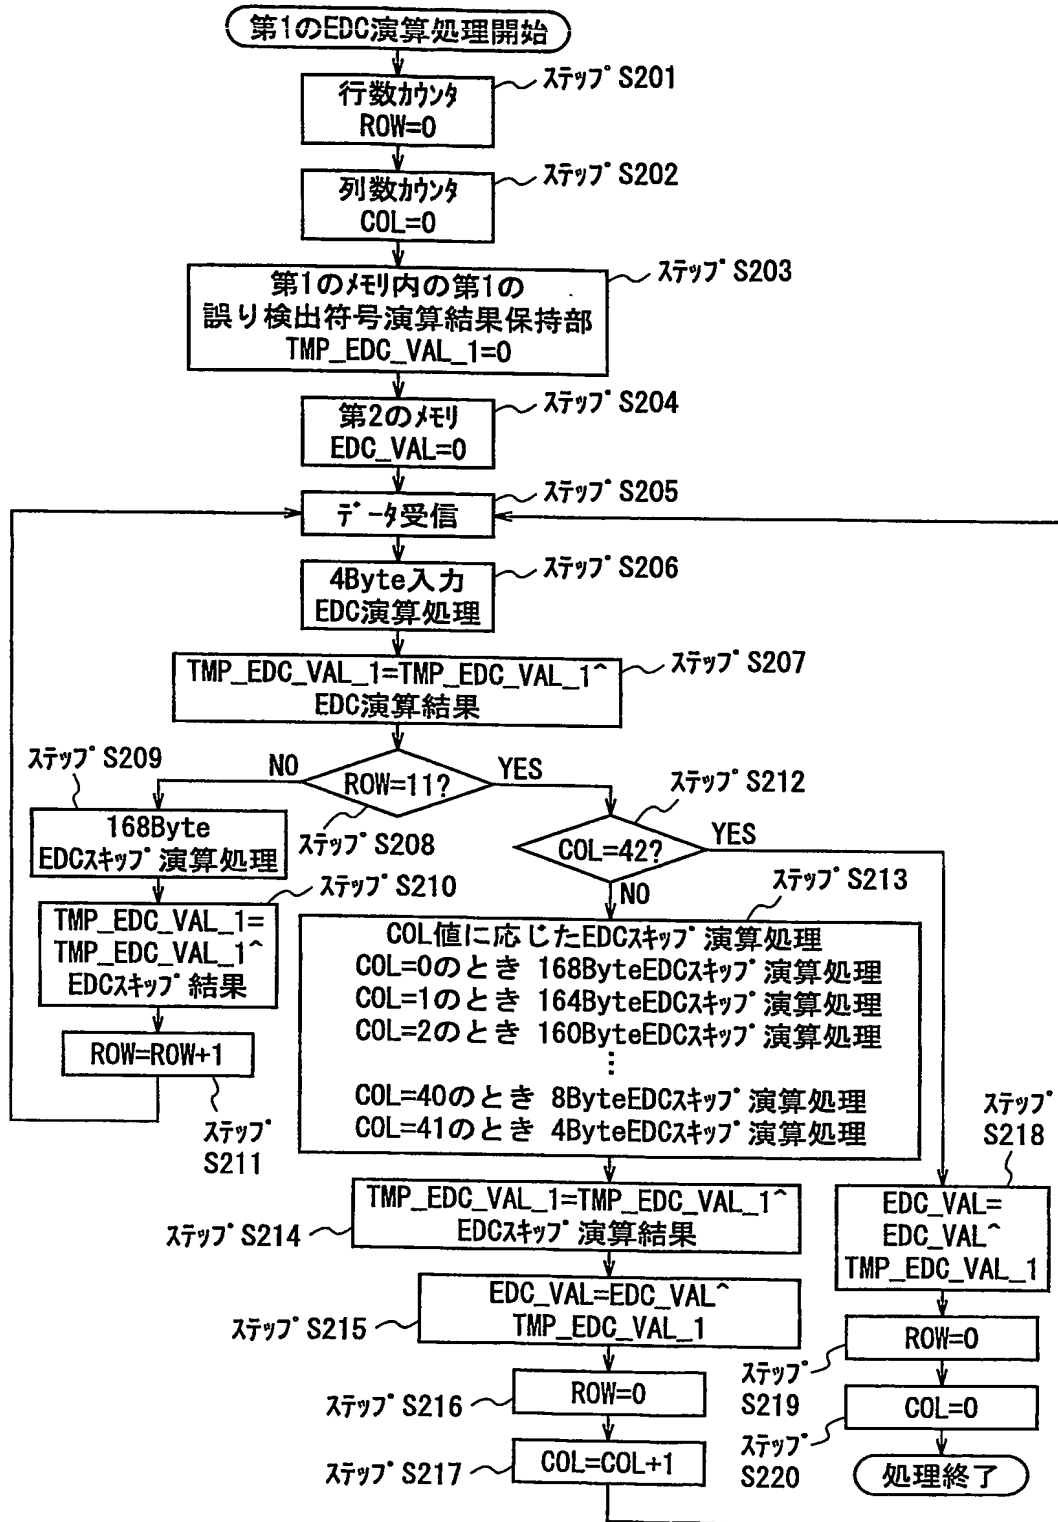 第1のEDC演算処理開始
ステップ S201
行数カウンタ
ROW=0
ステップ S202
列数カウンタ
COL=0
ステップ S203
第1のメモリ内の第1の
誤り検出符号演算結果保持部
TMP_EDC_VAL_1=0
ステップ S204
第2のメモリ
EDC_VAL=0
ステップ S205
データ受信
ステップ S206
4Byte入力
EDC演算処理
ステップ S207
TMP_EDC_VAL_1=TMP_EDC_VAL_1^
EDC演算結果
ROW=11?
NO
YES
ステップ S208
ステップ S209
168Byte
EDCスキップ演算処理
ステップ S210
TMP_EDC_VAL_1=
TMP_EDC_VAL_1^
EDCスキップ結果
ROW=ROW+1
ステップ
S211
ステップ S212
COL=42?
YES
NO
ステップ S213
COL値に応じたEDCスキップ演算処理
COL=0のとき 168ByteEDCスキップ演算処理
COL=1のとき 164ByteEDCスキップ演算処理
COL=2のとき 160ByteEDCスキップ演算処理
⋮
COL=40のとき 8ByteEDCスキップ演算処理
COL=41のとき 4ByteEDCスキップ演算処理
ステップ S214
TMP_EDC_VAL_1=TMP_EDC_VAL_1^
EDCスキップ演算結果
ステップ S215
EDC_VAL=EDC_VAL^
TMP_EDC_VAL_1
ステップ S216
ROW=0
ステップ S217
COL=COL+1
ステップ
S218
EDC_VAL=
EDC_VAL^
TMP_EDC_VAL_1
ROW=0
ステップ
S219
COL=0
ステップ
S220
処理終了